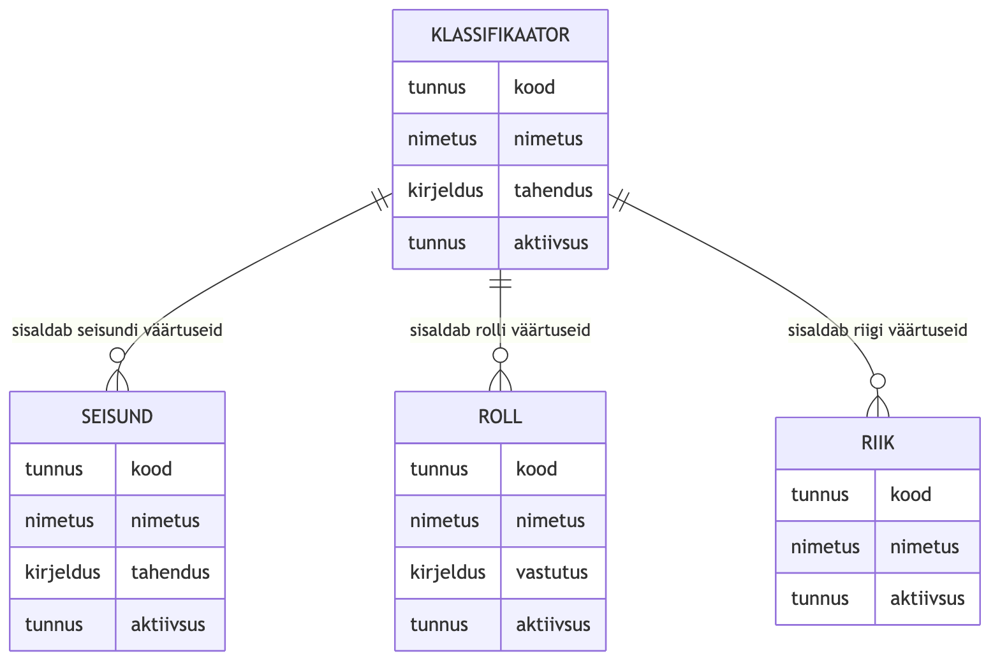 KLASSIFIKAATOR
tunnus kood
nimetus nimetus
kirjeldus tahendus
tunnus aktiivsus
sisaldab seisundi väärtuseid
sisaldab rolli väärtuseid
sisaldab riigi väärtuseid
SEISUND
tunnus kood
nimetus nimetus
kirjeldus tahendus
tunnus aktiivsus
ROLL
tunnus kood
nimetus nimetus
kirjeldus vastutus
tunnus aktiivsus
RIIK
tunnus kood
nimetus nimetus
tunnus aktiivsus